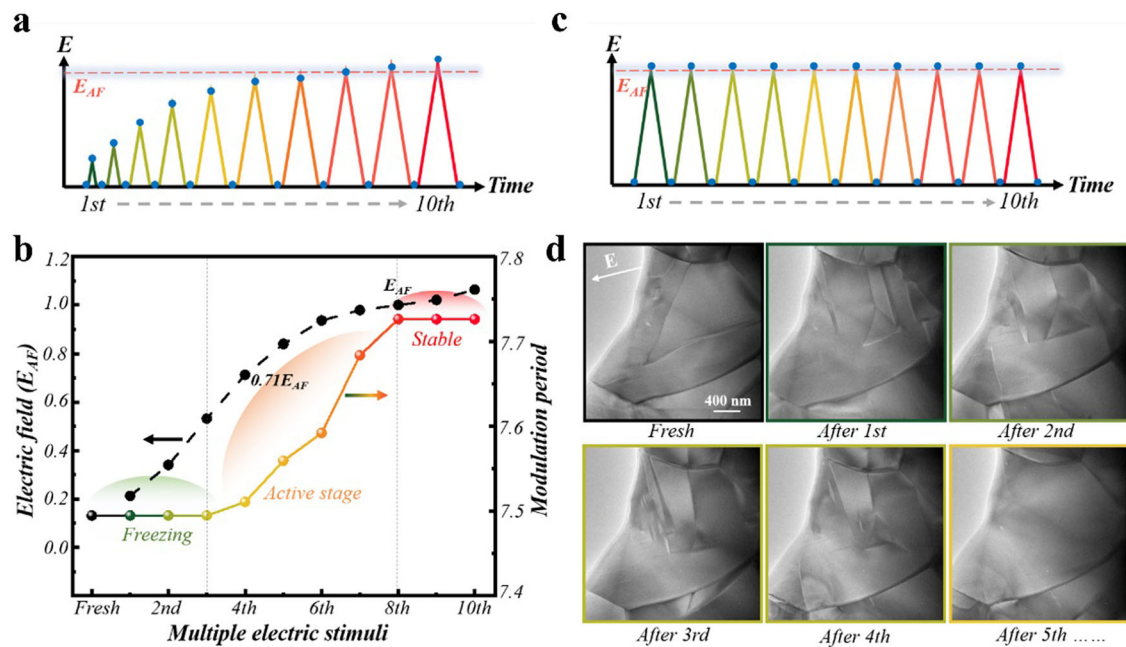 a
E
E_AF
Time
1st
10th
c
E
E_AF
Time
1st
10th
b
Electric field (E_AF)
1.2
1.0
0.8
0.6
0.4
0.2
0.0
E_AF
0.71E_AF
Stable
Active stage
Freezing
7.8
7.7
7.6
7.5
7.4
Modulation period
Fresh 2nd 4th 6th 8th 10th
Multiple electric stimuli
d
E
400 nm
Fresh
After 1st
After 2nd
After 3rd
After 4th
After 5th ......